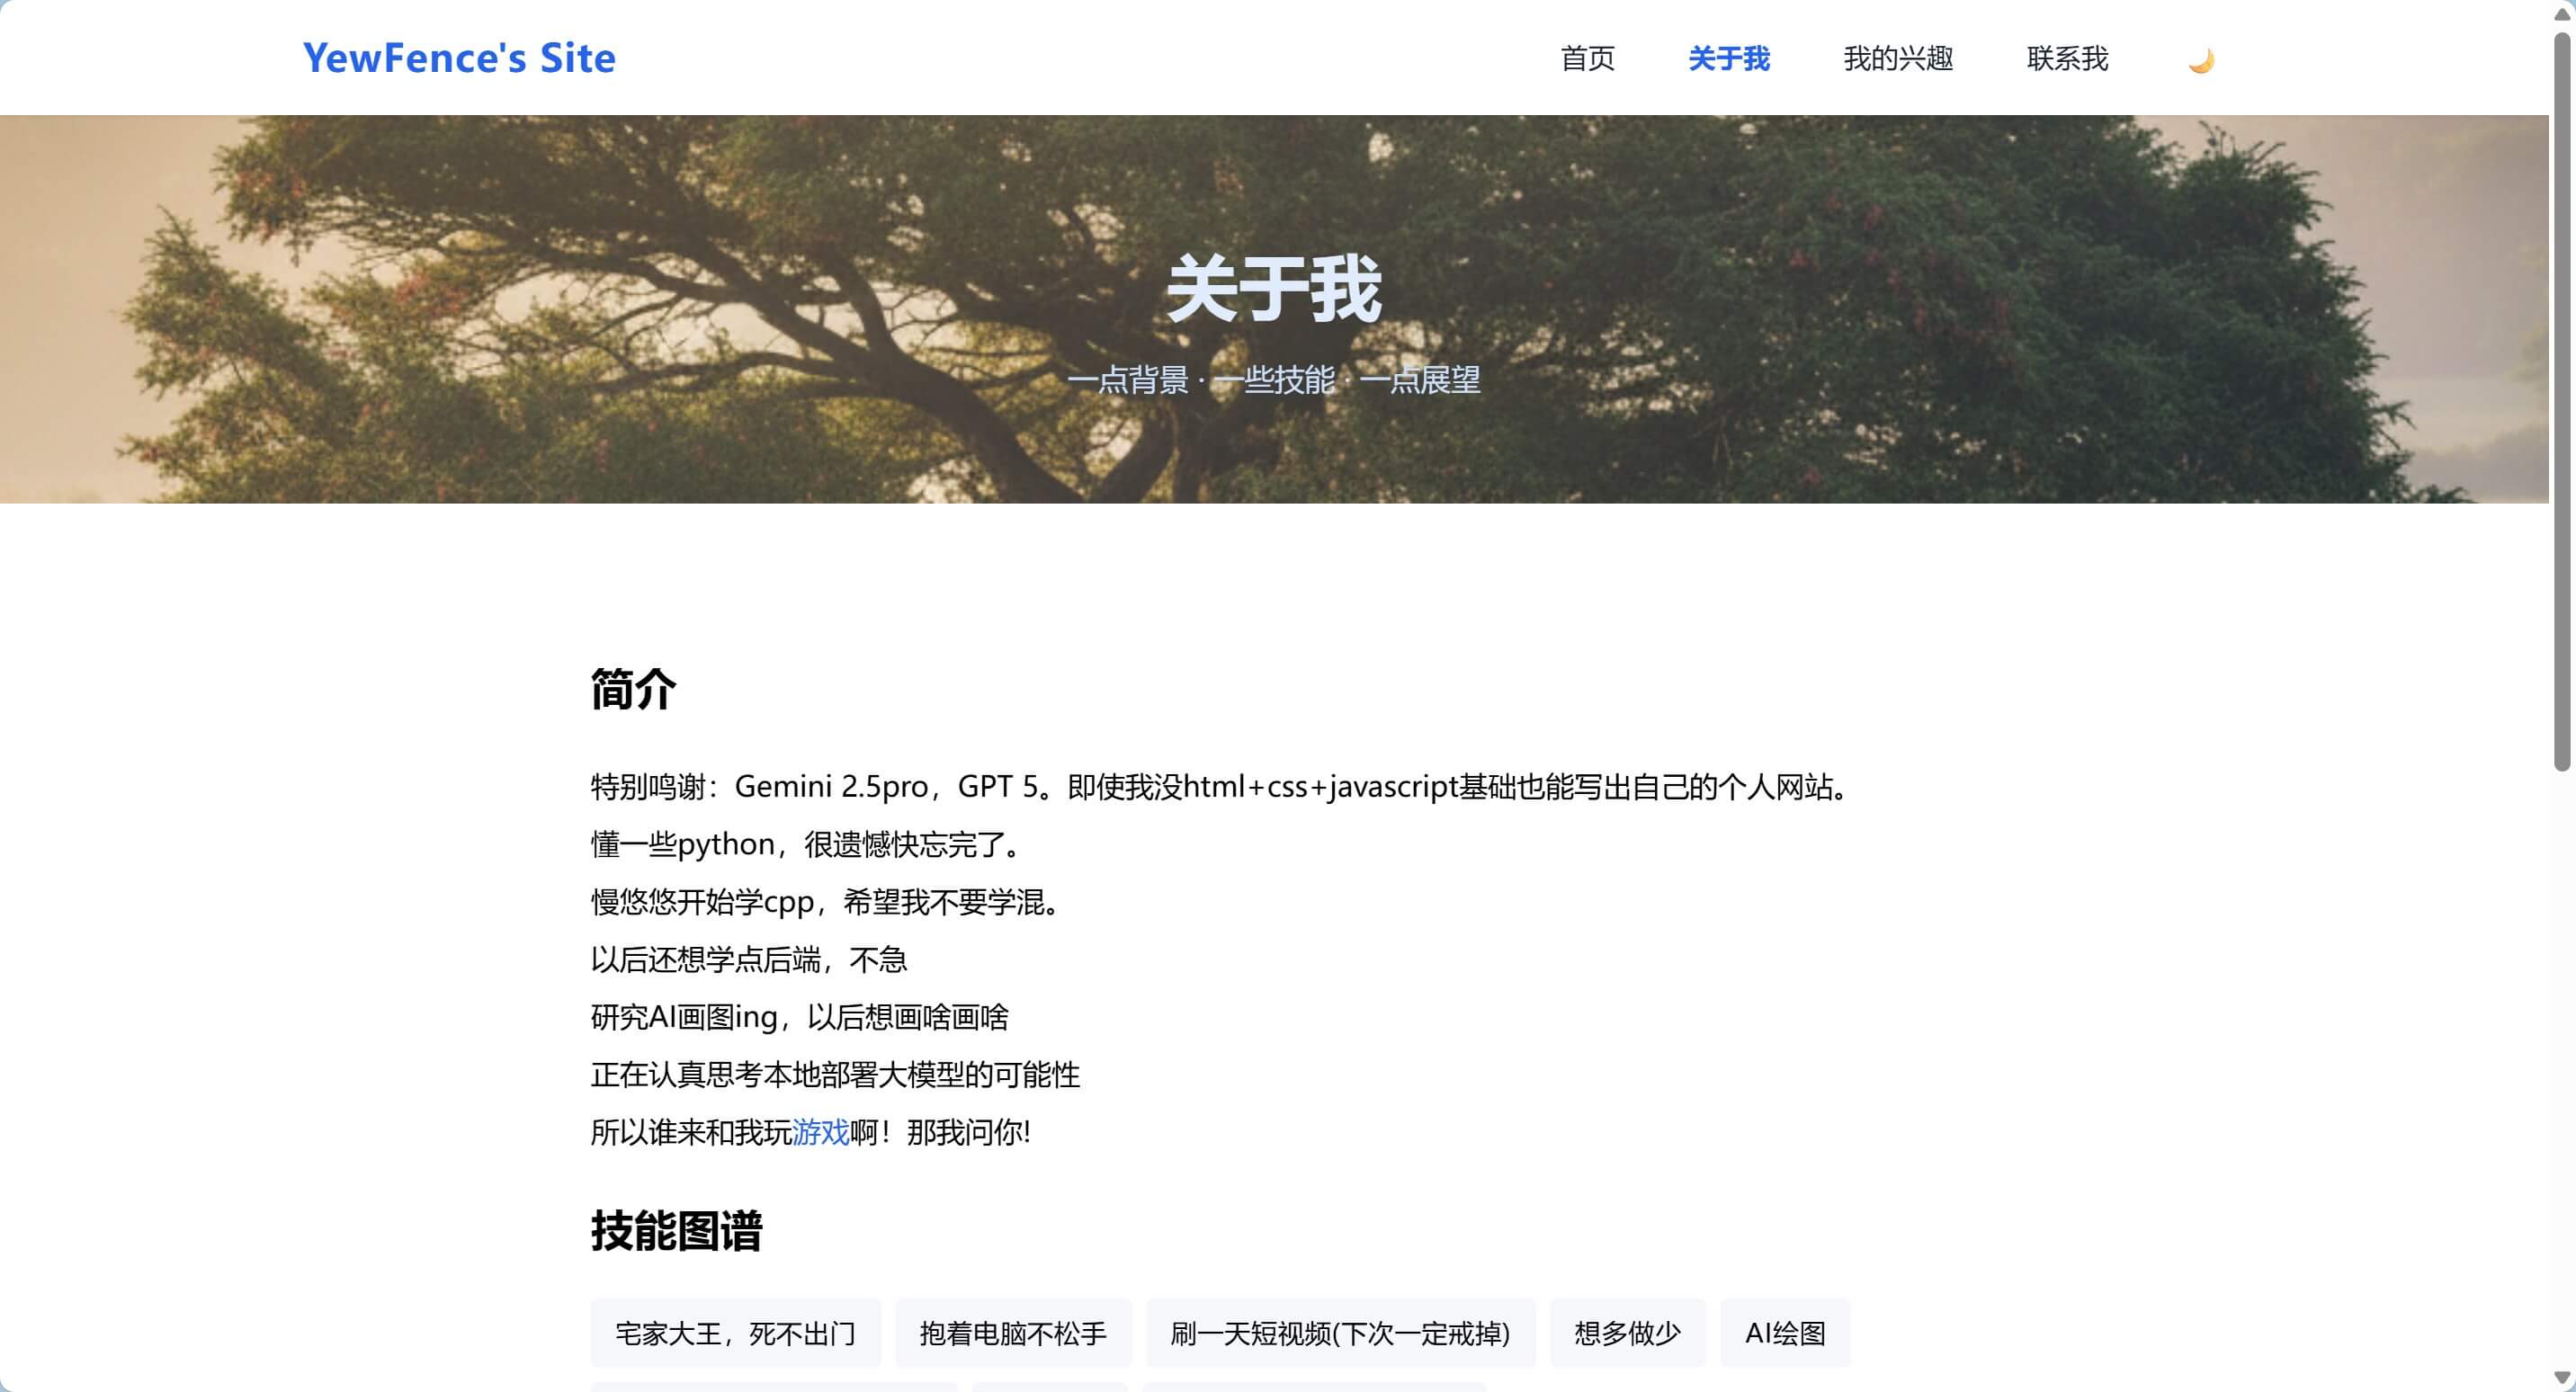 YewFence's Site
首页 关于我 我的兴趣 联系我
关于我
一点背景 · 一些技能 · 一点展望
简介
特别鸣谢：Gemini 2.5pro，GPT 5。即使我没html+css+javascript基础也能写出自己的个人网站。
懂一些python，很遗憾快忘完了。
慢悠悠开始学cpp，希望我不要学混。
以后还想学点后端，不急
研究AI画图ing，以后想画啥画啥
正在认真思考本地部署大模型的可能性
所以谁来和我玩游戏啊！那我问你!
技能图谱
宅家大王，死不出门 抱着电脑不松手 刷一天短视频(下次一定戒掉) 想多做少 AI绘图